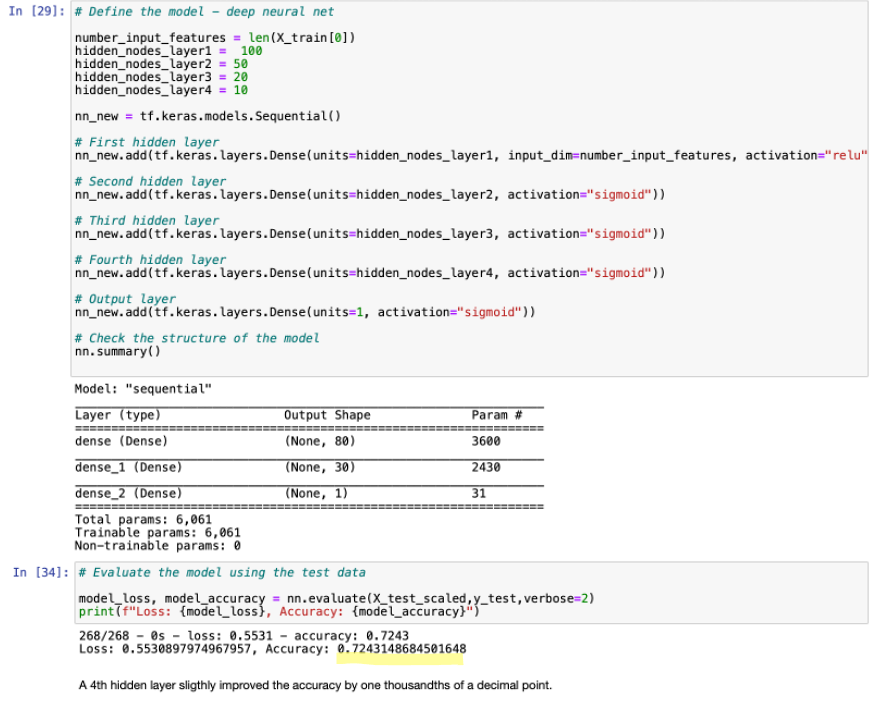 In [29]: # Define the model – deep neural net
number_input_features = len(X_train[0])
hidden_nodes_layer1 =  100
hidden_nodes_layer2 = 50
hidden_nodes_layer3 = 20
hidden_nodes_layer4 = 10
nn_new = tf.keras.models.Sequential()
# First hidden layer
nn_new.add(tf.keras.layers.Dense(units=hidden_nodes_layer1, input_dim=number_input_features, activation="relu"
# Second hidden layer
nn_new.add(tf.keras.layers.Dense(units=hidden_nodes_layer2, activation="sigmoid"))
# Third hidden layer
nn_new.add(tf.keras.layers.Dense(units=hidden_nodes_layer3, activation="sigmoid"))
# Fourth hidden layer
nn_new.add(tf.keras.layers.Dense(units=hidden_nodes_layer4, activation="sigmoid"))
# Output layer
nn_new.add(tf.keras.layers.Dense(units=1, activation="sigmoid"))
# Check the structure of the model
nn.summary()
Model: "sequential"
Layer (type) Output Shape Param #
dense (Dense) (None, 80) 3600
dense_1 (Dense) (None, 30) 2430
dense_2 (Dense) (None, 1) 31
Total params: 6,061
Trainable params: 6,061
Non-trainable params: 0
In [34]: # Evaluate the model using the test data
model_loss, model_accuracy = nn.evaluate(X_test_scaled,y_test,verbose=2)
print(f"Loss: {model_loss}, Accuracy: {model_accuracy}")
268/268 – 0s – loss: 0.5531 – accuracy: 0.7243
Loss: 0.5530897974967957, Accuracy: 0.7243148684501648
A 4th hidden layer sligthly improved the accuracy by one thousandths of a decimal point.